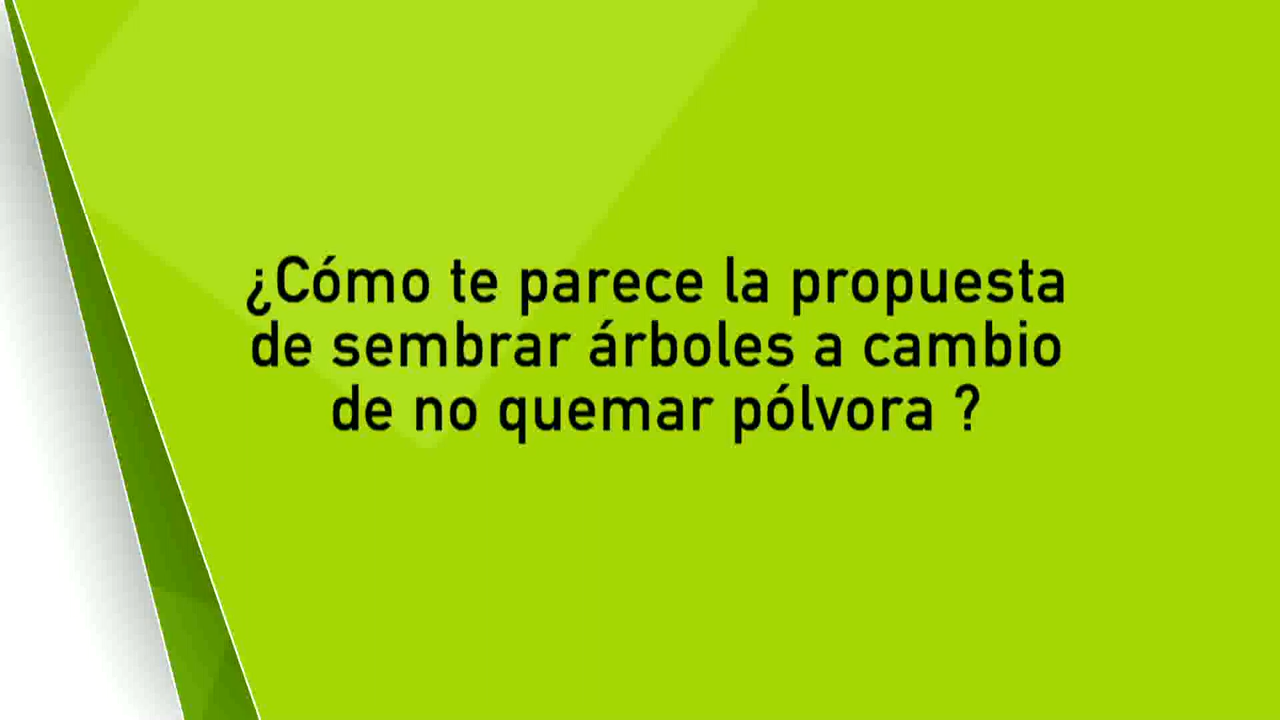 ¿Cómo te parece la propuesta
de sembrar árboles a cambio
de no quemar pólvora ?